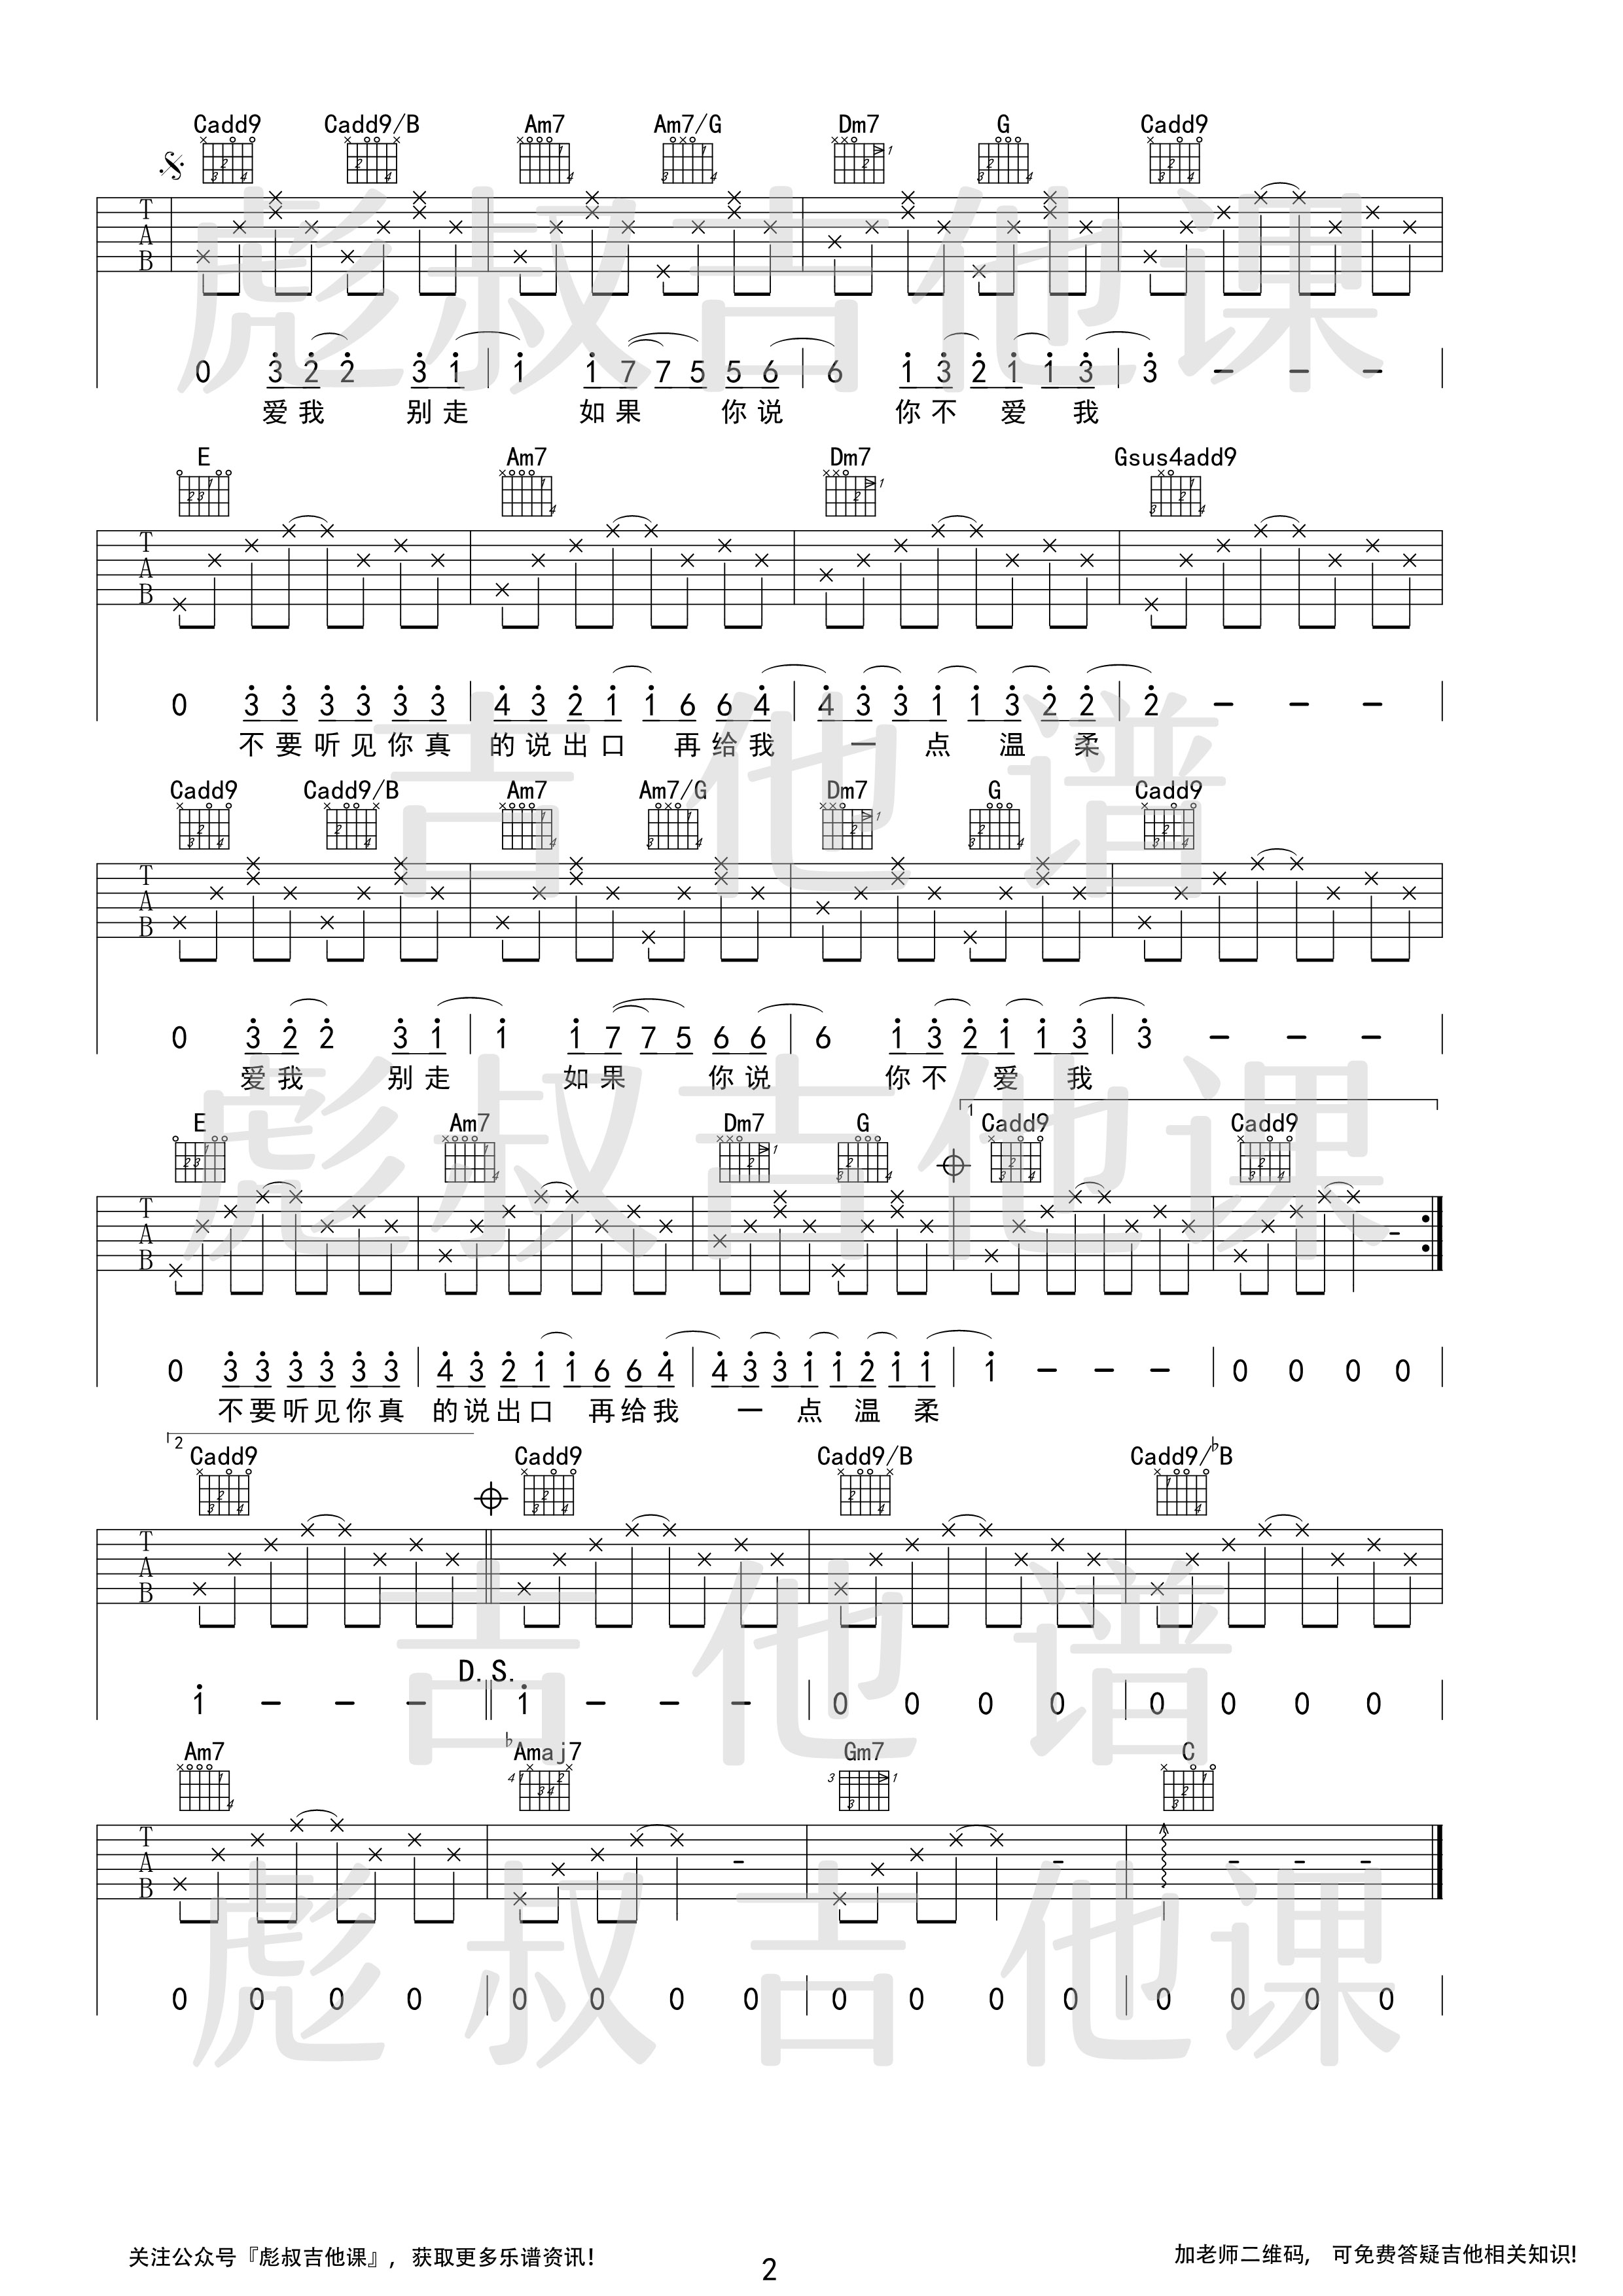 Cadd9 Cadd9/B Am7 Am7/G Dm7 G Cadd9
T
A
B
0 3 2 2 3 1 1 1 7 7 5 5 6 6 1 3 2 1 1 3 3 - - -
爱我 别走 如果 你说 你不 爱 我
E Am7 Dm7 Gsus4add9
T
A
B
0 3 3 3 3 3 3 4 3 2 1 1 6 6 4 4 3 3 1 1 3 2 2 2 - - -
不要听见你真 的说出口 再给我 一 点 温 柔
Cadd9 Cadd9/B Am7 Am7/G Dm7 G Cadd9
T
A
B
0 3 2 2 3 1 1 1 7 7 5 6 6 6 1 3 2 1 1 3 3 - - -
爱我 别走 如果 你说 你不 爱 我
1
E Am7 Dm7 G Cadd9 Cadd9
T
A
B
0 3 3 3 3 3 3 4 3 2 1 1 6 6 4 4 3 3 1 1 2 1 1 1 - - - 0 0 0 0
不要听见你真 的说出口 再给我 一 点 温 柔
2
Cadd9 Cadd9 Cadd9/B Cadd9/♭B
T
A
B
D.S.
1 - - - 1 - - - 0 0 0 0 0 0 0 0
Am7 ♭Amaj7 Gm7 C
T
A
B
0 0 0 0 0 0 0 0 0 0 0 0 0 0 0 0
彪叔吉他课
吉他谱
彪叔吉他课
吉他谱
彪叔吉他课
关注公众号『彪叔吉他课』，获取更多乐谱资讯！
2
加老师二维码， 可免费答疑吉他相关知识！